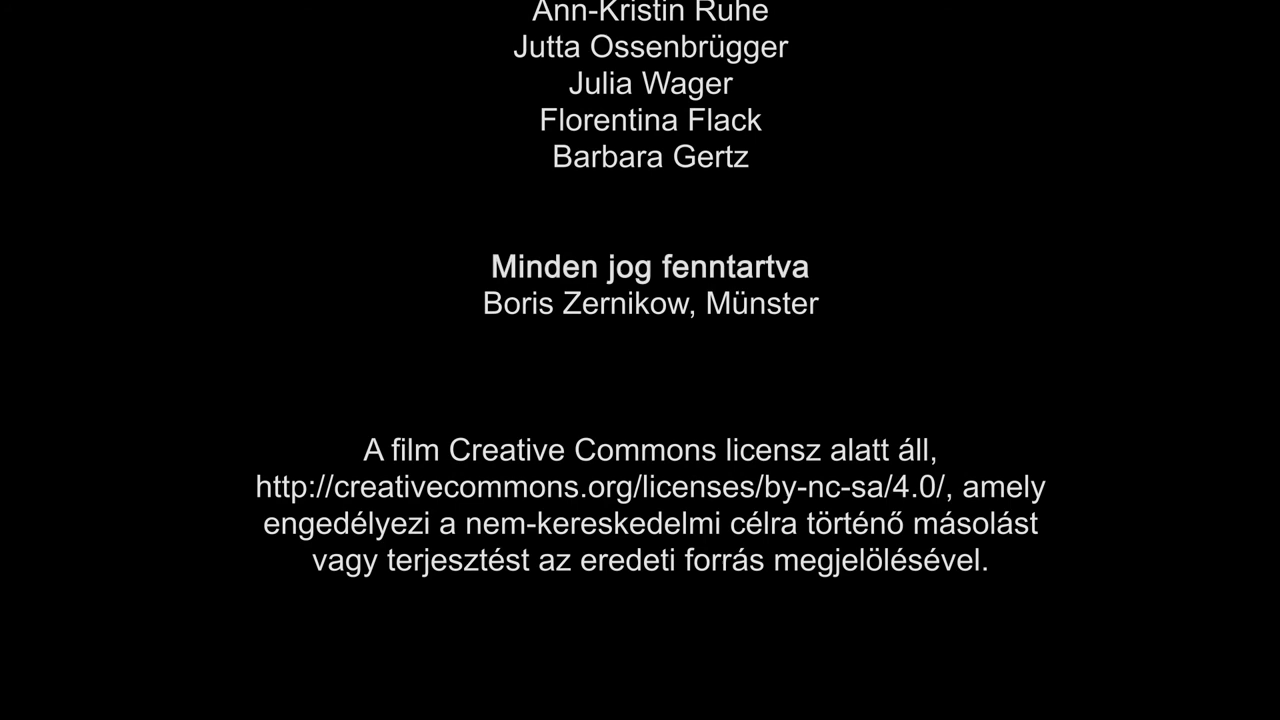 Ann-Kristin Ruhe
Jutta Ossenbrügger
Julia Wager
Florentina Flack
Barbara Gertz
Minden jog fenntartva
Boris Zernikow, Münster
A film Creative Commons licensz alatt áll,
http://creativecommons.org/licenses/by-nc-sa/4.0/, amely
engedélyezi a nem-kereskedelmi célra történő másolást
vagy terjesztést az eredeti forrás megjelölésével.